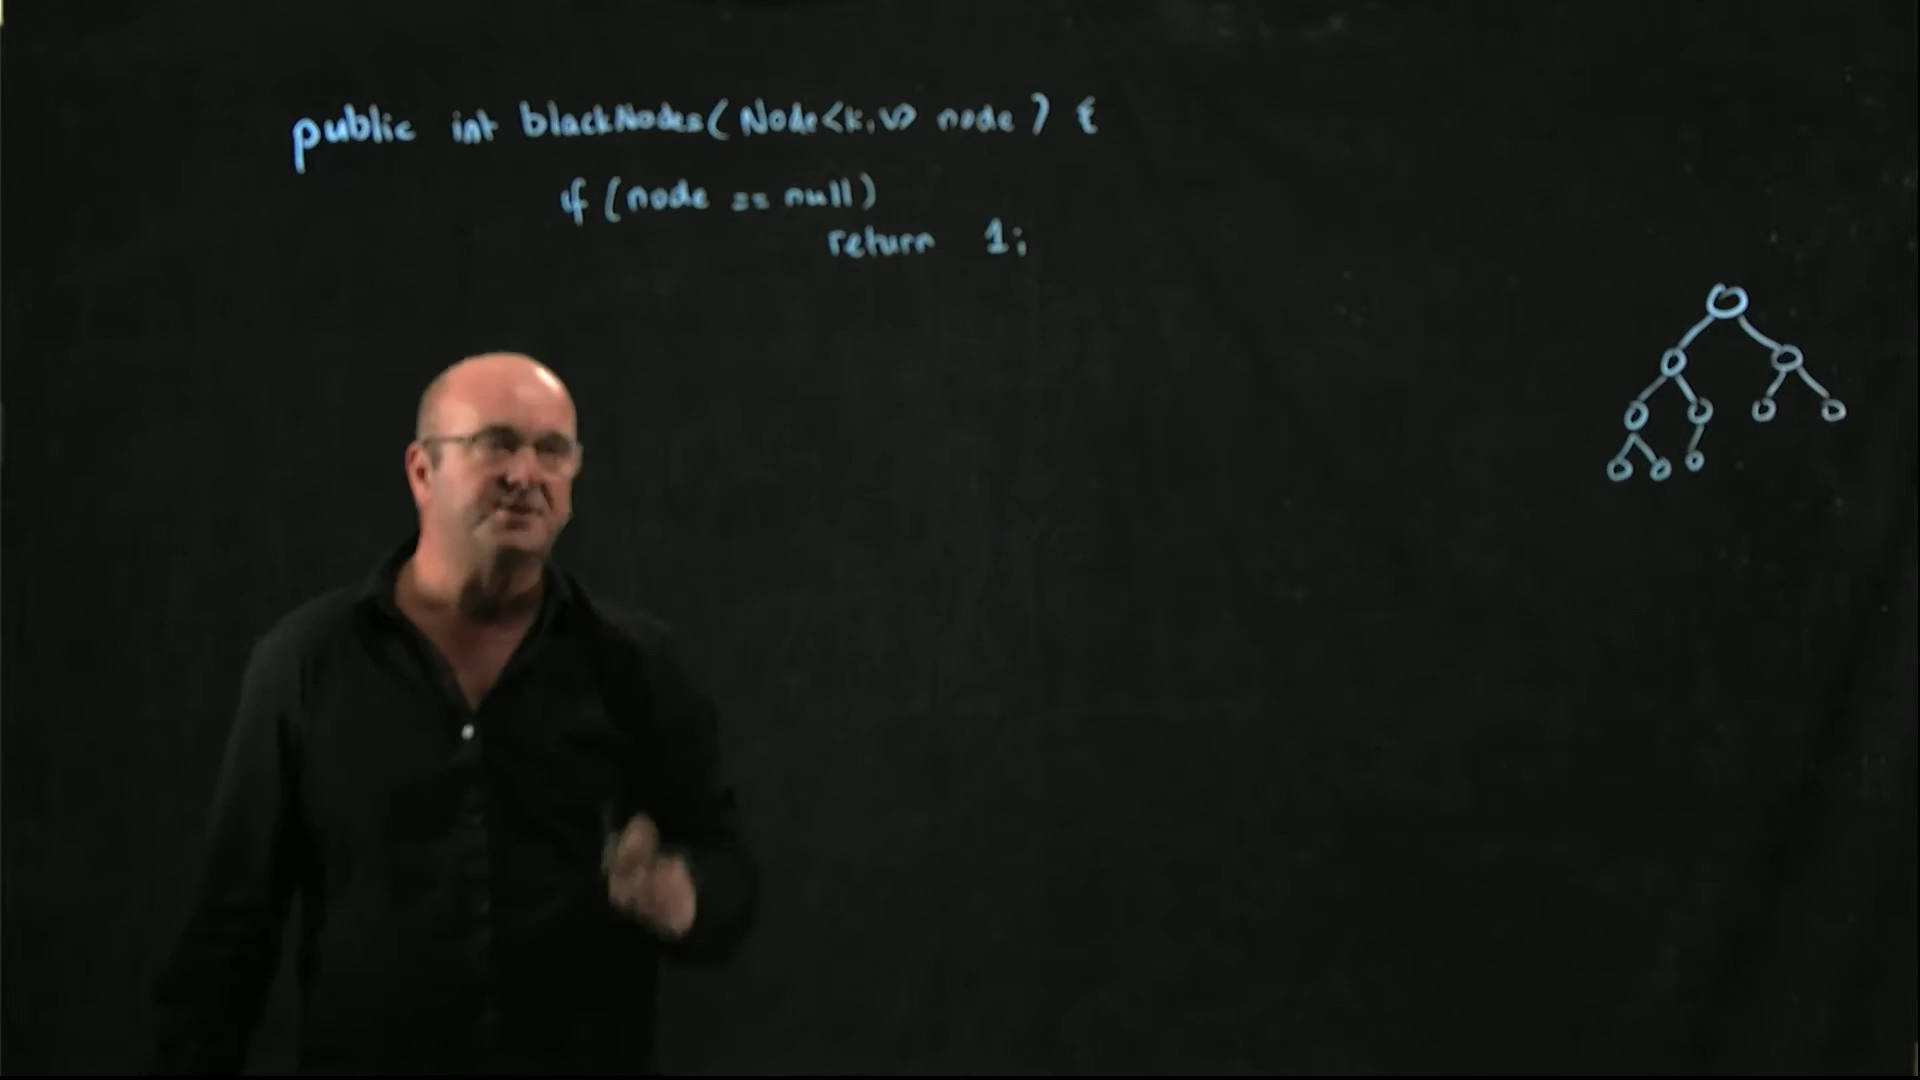 public int blackNodes( Node<k,v> node ) {
if (node == null)
return 1;